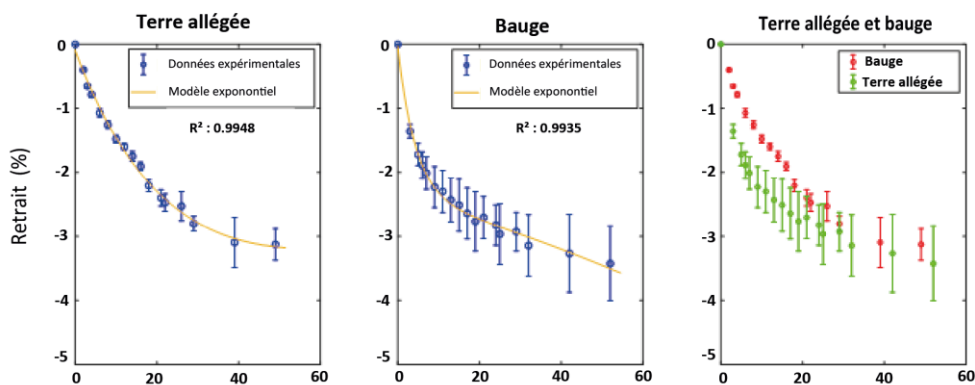 Terre allégée
Bauge
Terre allégée et bauge
Retrait (%)
0
-1
-2
-3
-4
-5
0
20
40
60
Données expérimentales
Modèle exponontiel
R² : 0.9948
0
-1
-2
-3
-4
-5
0
20
40
60
Données expérimentales
Modèle exponontiel
R² : 0.9935
0
-1
-2
-3
-4
-5
0
20
40
60
Bauge
Terre allégée